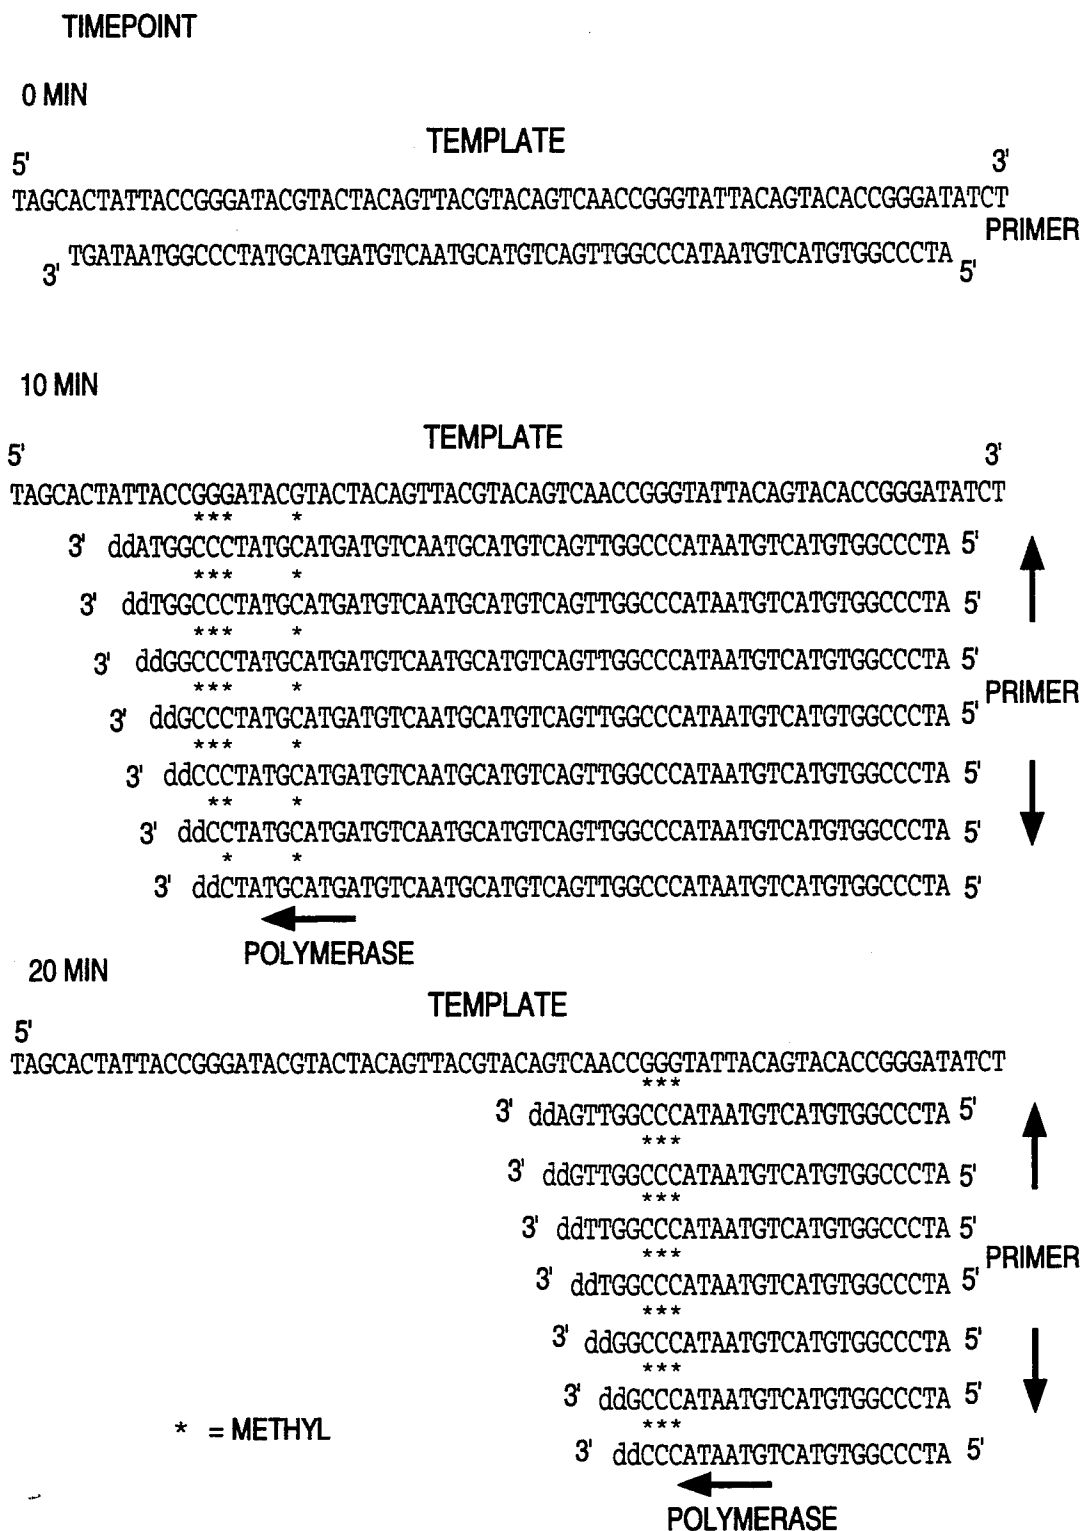 TIMEPOINT
0 MIN
TEMPLATE
5' 3'
TAGCACTATTACCGGGATACGTACTACAGTTACGTACAGTCAACCGGGTATTACAGTACACCGGGATATCT
PRIMER
3' TGATAATGGCCCTATGCATGATGTCAATGCATGTCAGTTGGCCCATAATGTCATGTGGCCCTA 5'
10 MIN
TEMPLATE
5' 3'
TAGCACTATTACCGGGATACGTACTACAGTTACGTACAGTCAACCGGGTATTACAGTACACCGGGATATCT
*** *
3' ddATGGCCCTATGCATGATGTCAATGCATGTCAGTTGGCCCATAATGTCATGTGGCCCTA 5'
*** *
3' ddTGGCCCTATGCATGATGTCAATGCATGTCAGTTGGCCCATAATGTCATGTGGCCCTA 5'
*** *
3' ddGGCCCTATGCATGATGTCAATGCATGTCAGTTGGCCCATAATGTCATGTGGCCCTA 5'
*** *
PRIMER
3' ddGCCCTATGCATGATGTCAATGCATGTCAGTTGGCCCATAATGTCATGTGGCCCTA 5'
*** *
3' ddCCCTATGCATGATGTCAATGCATGTCAGTTGGCCCATAATGTCATGTGGCCCTA 5'
** *
3' ddCCTATGCATGATGTCAATGCATGTCAGTTGGCCCATAATGTCATGTGGCCCTA 5'
* *
3' ddCTATGCATGATGTCAATGCATGTCAGTTGGCCCATAATGTCATGTGGCCCTA 5'
POLYMERASE
20 MIN
TEMPLATE
5'
TAGCACTATTACCGGGATACGTACTACAGTTACGTACAGTCAACCGGGTATTACAGTACACCGGGATATCT
***
3' ddAGTTGGCCCATAATGTCATGTGGCCCTA 5'
***
3' ddGTTGGCCCATAATGTCATGTGGCCCTA 5'
***
3' ddTTGGCCCATAATGTCATGTGGCCCTA 5'
***
PRIMER
3' ddTGGCCCATAATGTCATGTGGCCCTA 5'
***
3' ddGGCCCATAATGTCATGTGGCCCTA 5'
***
3' ddGCCCATAATGTCATGTGGCCCTA 5'
***
* = METHYL
3' ddCCCATAATGTCATGTGGCCCTA 5'
POLYMERASE